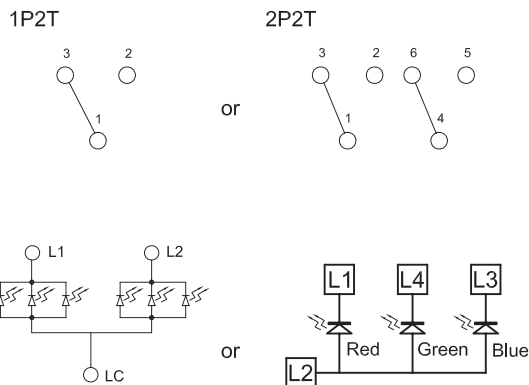 1P2T
2P2T
3 2
3 2 6 5
1
or
1 4
L1 L2
L1 L4 L3
Red Green Blue
or
L2
LC